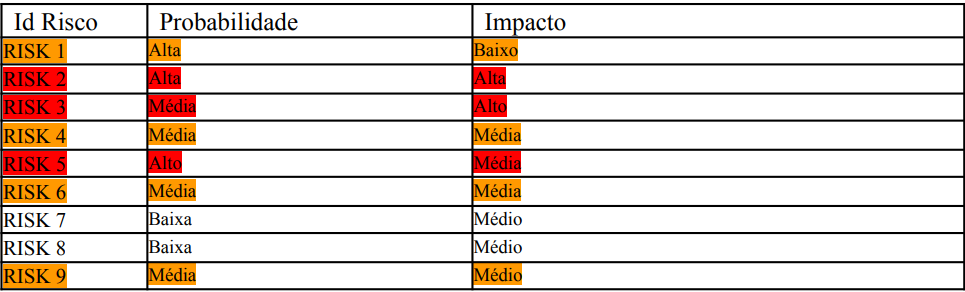 Id Risco Probabilidade Impacto
RISK 1 Alta Baixo
RISK 2 Alta Alta
RISK 3 Média Alto
RISK 4 Média Média
RISK 5 Alto Média
RISK 6 Média Média
RISK 7 Baixa Médio
RISK 8 Baixa Médio
RISK 9 Média Médio